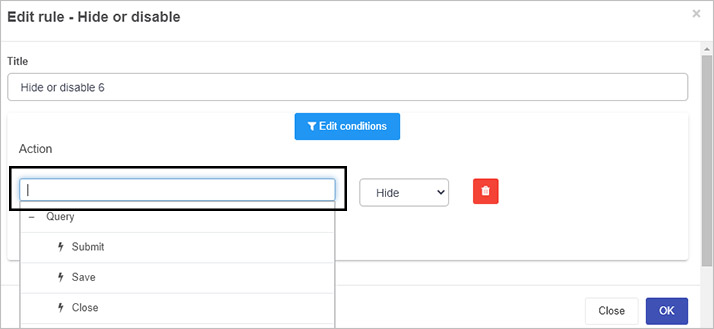 Edit rule - Hide or disable
×
Title
Hide or disable 6
Edit conditions
Action
Hide
– Query
Submit
Save
Close
Close OK